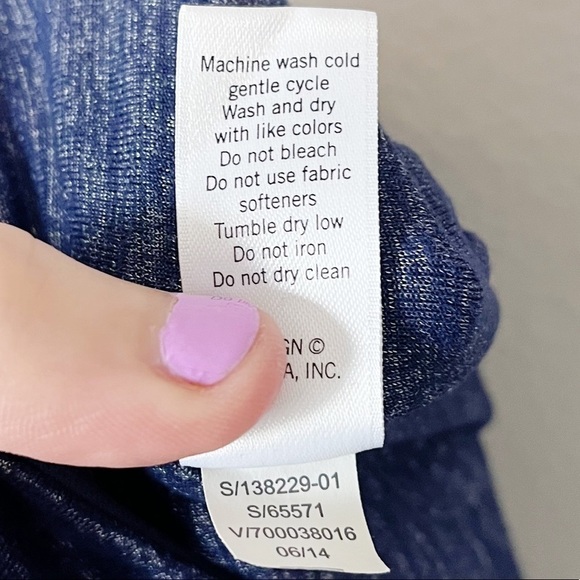 Machine wash cold
gentle cycle
Wash and dry
with like colors
Do not bleach
Do not use fabric
softeners
Tumble dry low
Do not iron
Do not dry clean
©
INC.
S/138229-01
S/65571
V/700038016
06/14